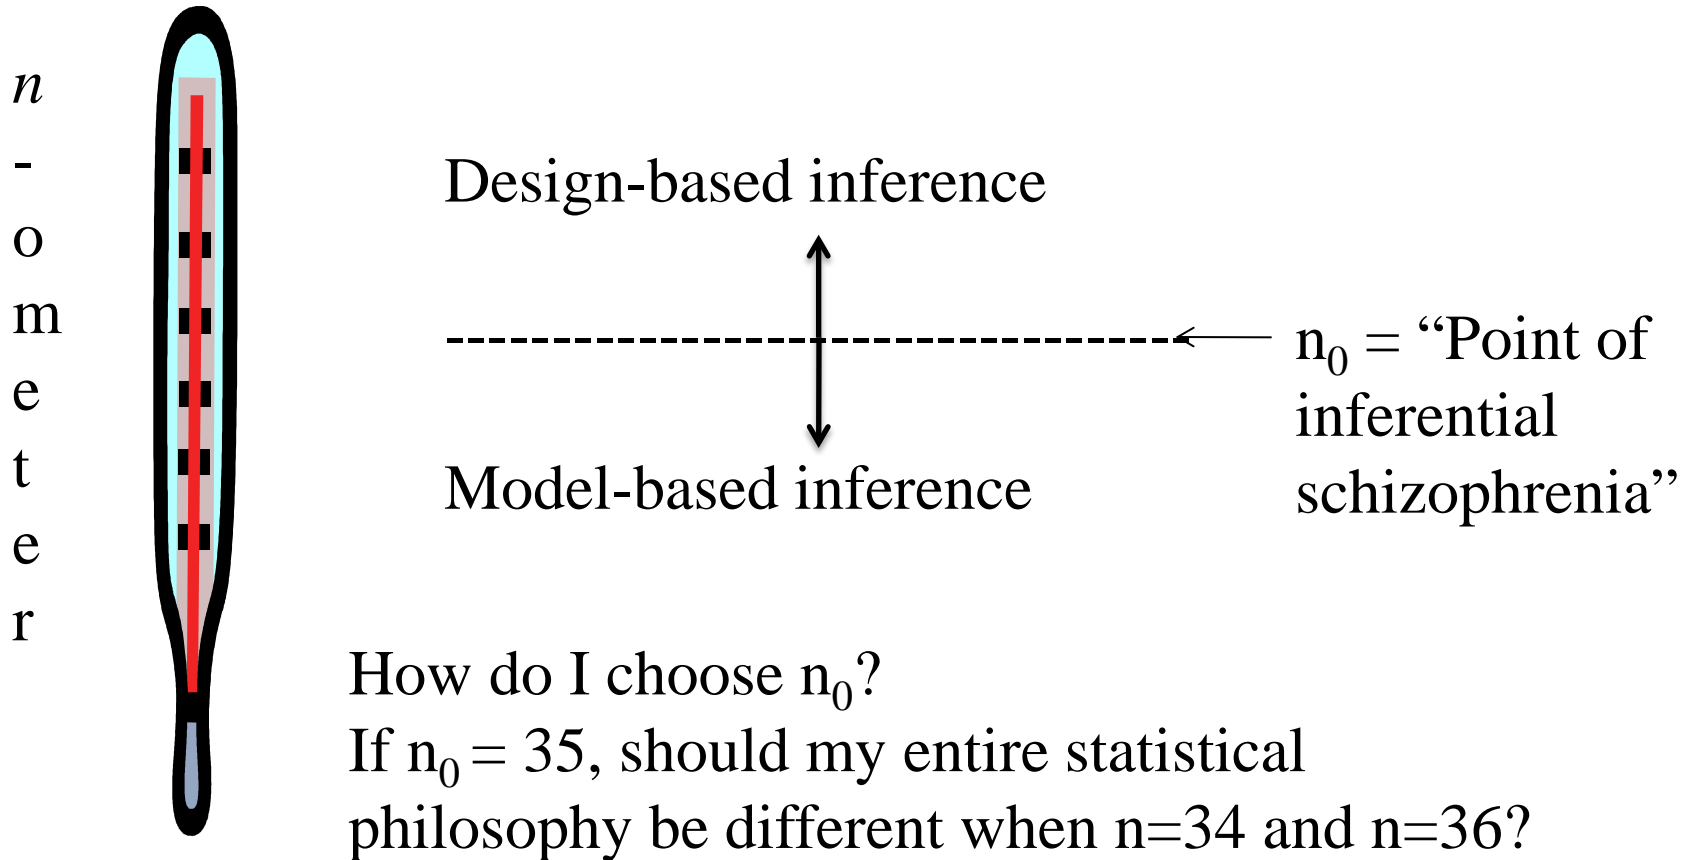 n
-
o
m
e
t
e
r
Design-based inference
Model-based inference
n₀ = “Point of
inferential
schizophrenia”
How do I choose n₀?
If n₀ = 35, should my entire statistical
philosophy be different when n=34 and n=36?